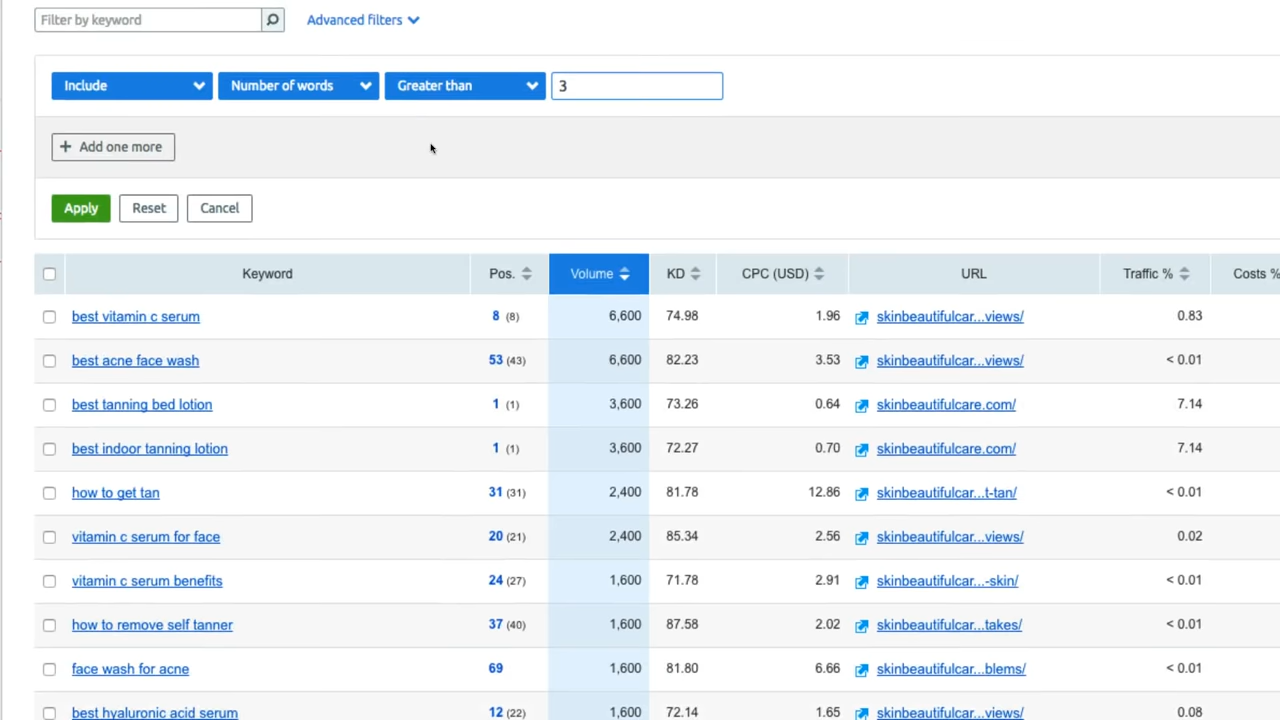 Filter by keyword Advanced filters
Include Number of words Greater than 3
+ Add one more
Apply Reset Cancel
Keyword Pos. Volume KD CPC (USD) URL Traffic % Costs %
best vitamin c serum 8 (8) 6,600 74.98 1.96 skinbeautifulcar...views/ 0.83
best acne face wash 53 (43) 6,600 82.23 3.53 skinbeautifulcar...views/ < 0.01
best tanning bed lotion 1 (1) 3,600 73.26 0.64 skinbeautifulcare.com/ 7.14
best indoor tanning lotion 1 (1) 3,600 72.27 0.70 skinbeautifulcare.com/ 7.14
how to get tan 31 (31) 2,400 81.78 12.86 skinbeautifulcar...t-tan/ < 0.01
vitamin c serum for face 20 (21) 2,400 85.34 2.56 skinbeautifulcar...views/ 0.02
vitamin c serum benefits 24 (27) 1,600 71.78 2.91 skinbeautifulcar...-skin/ < 0.01
how to remove self tanner 37 (40) 1,600 87.58 2.02 skinbeautifulcar...takes/ < 0.01
face wash for acne 69 1,600 81.80 6.66 skinbeautifulcar...blems/ < 0.01
best hyaluronic acid serum 12 (22) 1,600 72.14 1.65 skinbeautifulcar...views/ 0.08